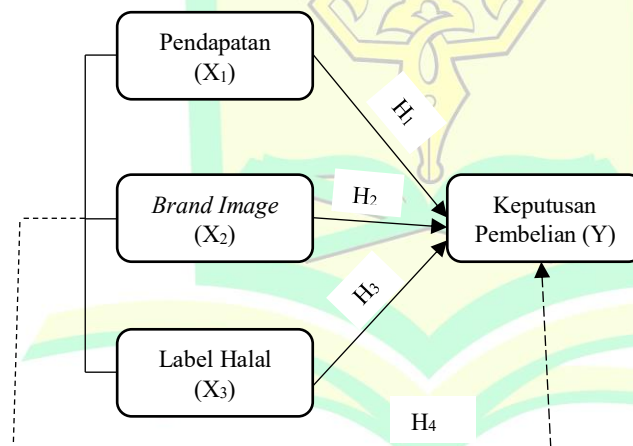 Pendapatan
(X₁)
H₁
Brand Image
(X₂)
H₂
Keputusan
Pembelian (Y)
H₃
Label Halal
(X₃)
H₄